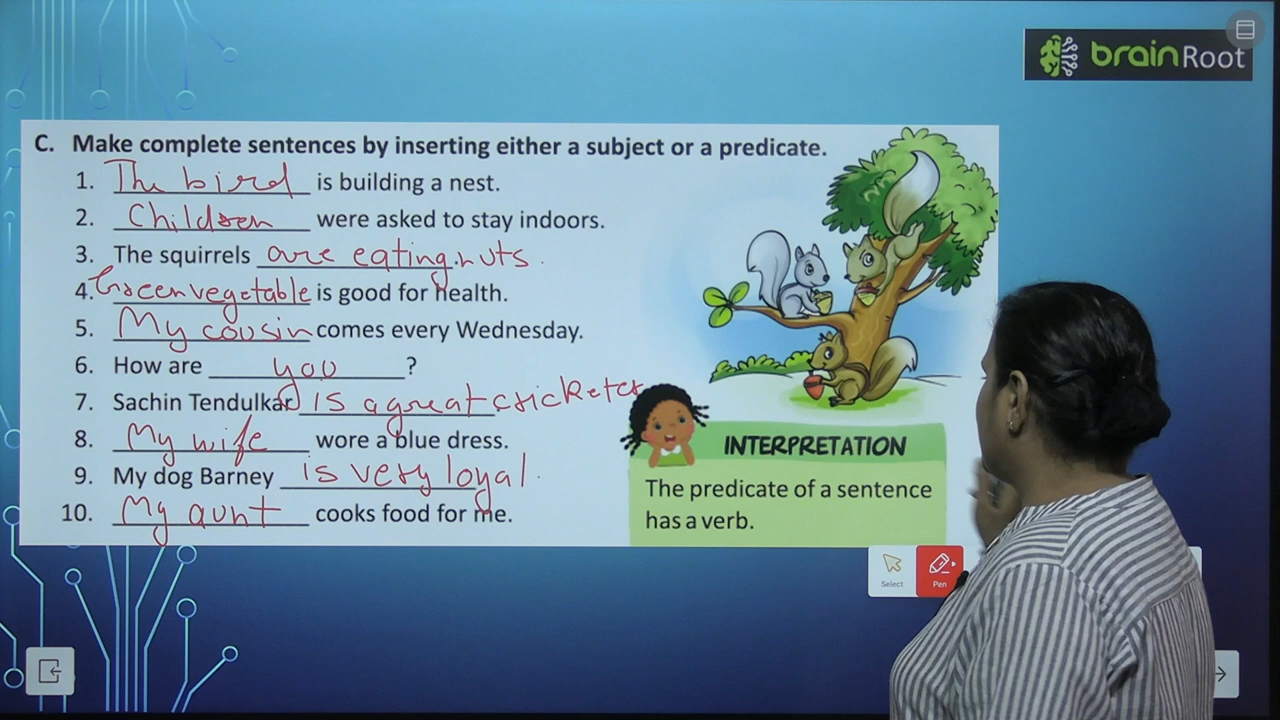 brainRoot
C. Make complete sentences by inserting either a subject or a predicate.
1. The bird is building a nest.
2. Children were asked to stay indoors.
3. The squirrels are eating nuts.
4. Green vegetable is good for health.
5. My cousin comes every Wednesday.
6. How are you ?
7. Sachin Tendulkar is a great cricketer
8. My wife wore a blue dress.
9. My dog Barney is very loyal.
10. My aunt cooks food for me.
INTERPRETATION
The predicate of a sentence
has a verb.
Select Pen